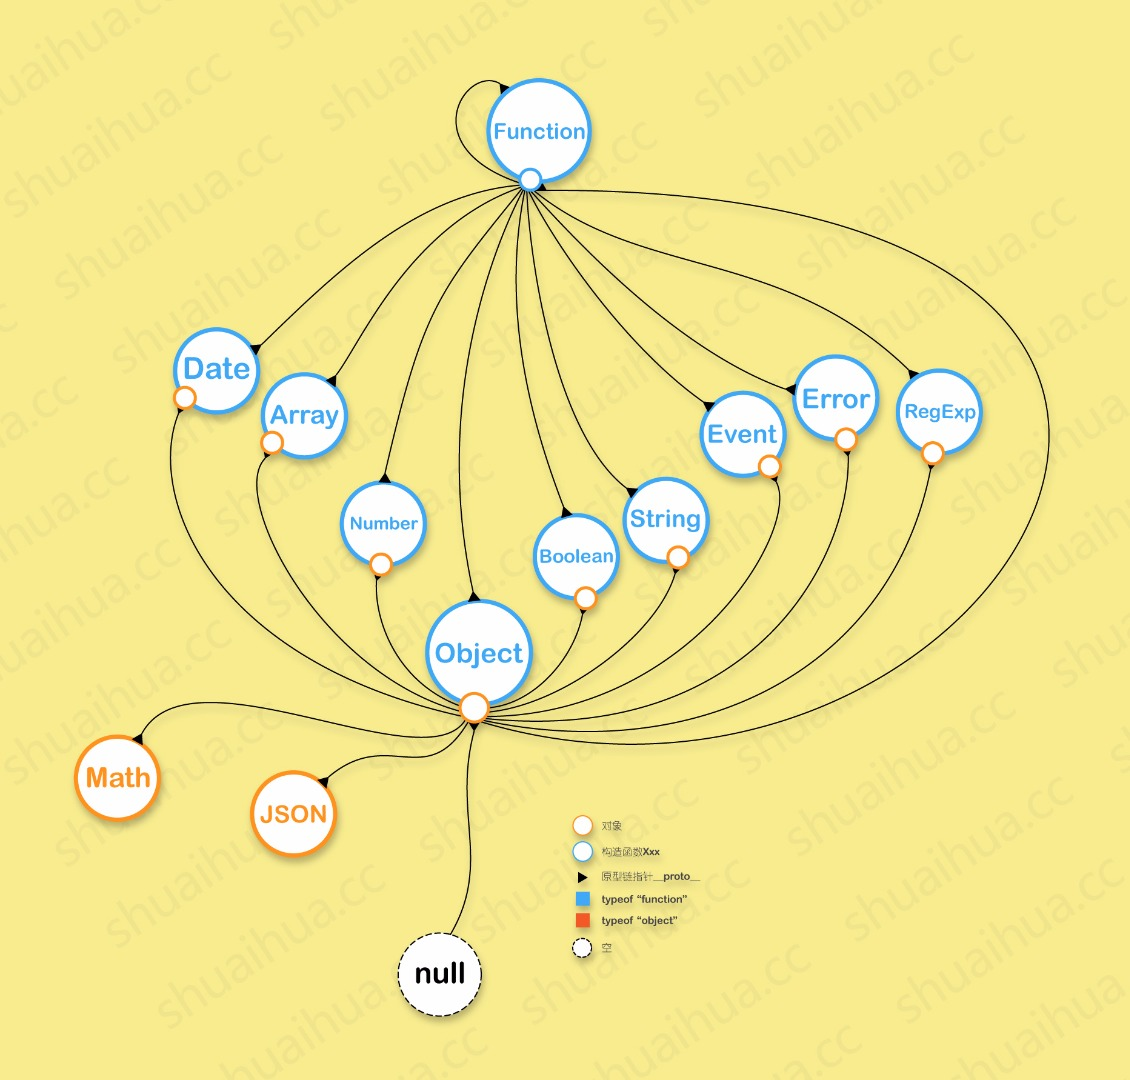 Function
Date
Array
Number
Object
Boolean
String
Event
Error
RegExp
Math
JSON
null
对象
构造函数Xxx
原型链指针__proto__
typeof “function”
typeof “object”
空
shuaihua.cc